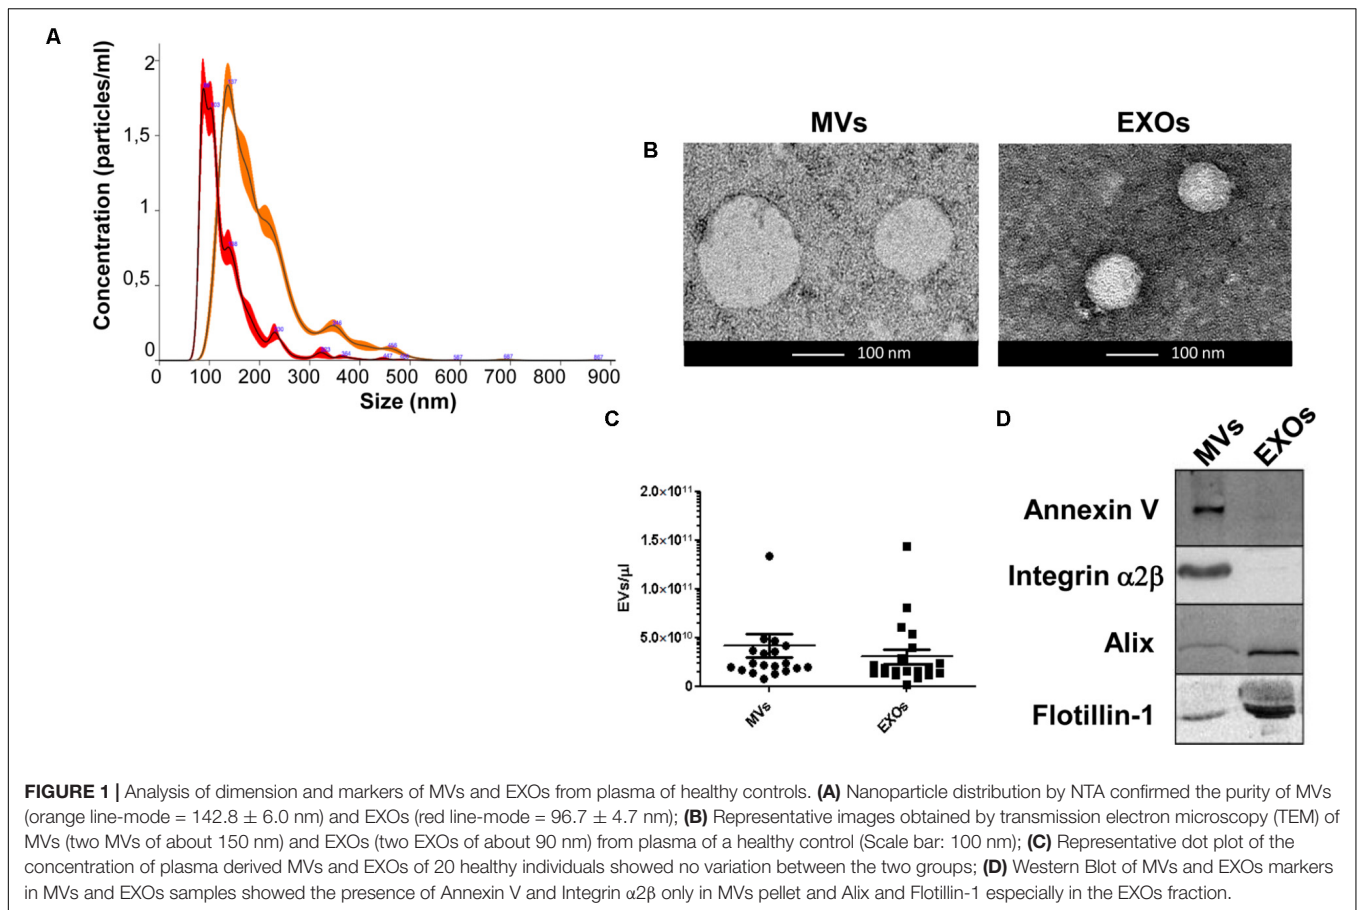 A
Concentration (particles/ml)
2
1,5
1
0,5
0
0 100 200 300 400 500 600 700 800 900
Size (nm)
B
MVs
EXOs
100 nm
100 nm
C
EVs/µl
2.0×10¹¹
1.5×10¹¹
1.0×10¹¹
5.0×10¹⁰
0
MVs
EXOs
D
MVs
EXOs
Annexin V
Integrin α2β
Alix
Flotillin-1
FIGURE 1 | Analysis of dimension and markers of MVs and EXOs from plasma of healthy controls. (A) Nanoparticle distribution by NTA confirmed the purity of MVs
(orange line-mode = 142.8 ± 6.0 nm) and EXOs (red line-mode = 96.7 ± 4.7 nm); (B) Representative images obtained by transmission electron microscopy (TEM) of
MVs (two MVs of about 150 nm) and EXOs (two EXOs of about 90 nm) from plasma of a healthy control (Scale bar: 100 nm); (C) Representative dot plot of the
concentration of plasma derived MVs and EXOs of 20 healthy individuals showed no variation between the two groups; (D) Western Blot of MVs and EXOs markers
in MVs and EXOs samples showed the presence of Annexin V and Integrin α2β only in MVs pellet and Alix and Flotillin-1 especially in the EXOs fraction.